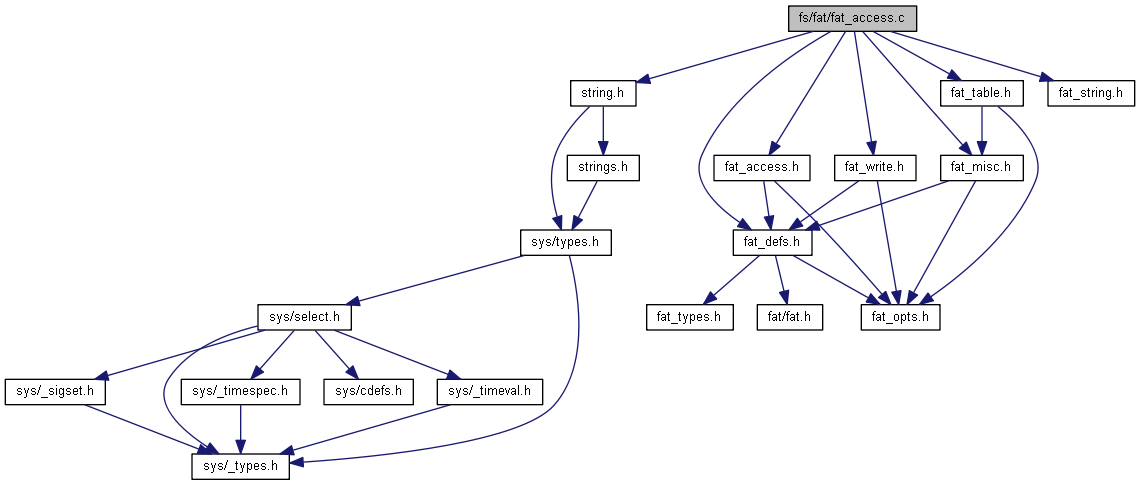 fs/fat/fat_access.c
string.h
fat_table.h
fat_string.h
strings.h
fat_access.h
fat_write.h
fat_misc.h
sys/types.h
fat_defs.h
sys/select.h
fat_types.h
fat/fat.h
fat_opts.h
sys/_sigset.h
sys/_timespec.h
sys/cdefs.h
sys/_timeval.h
sys/_types.h